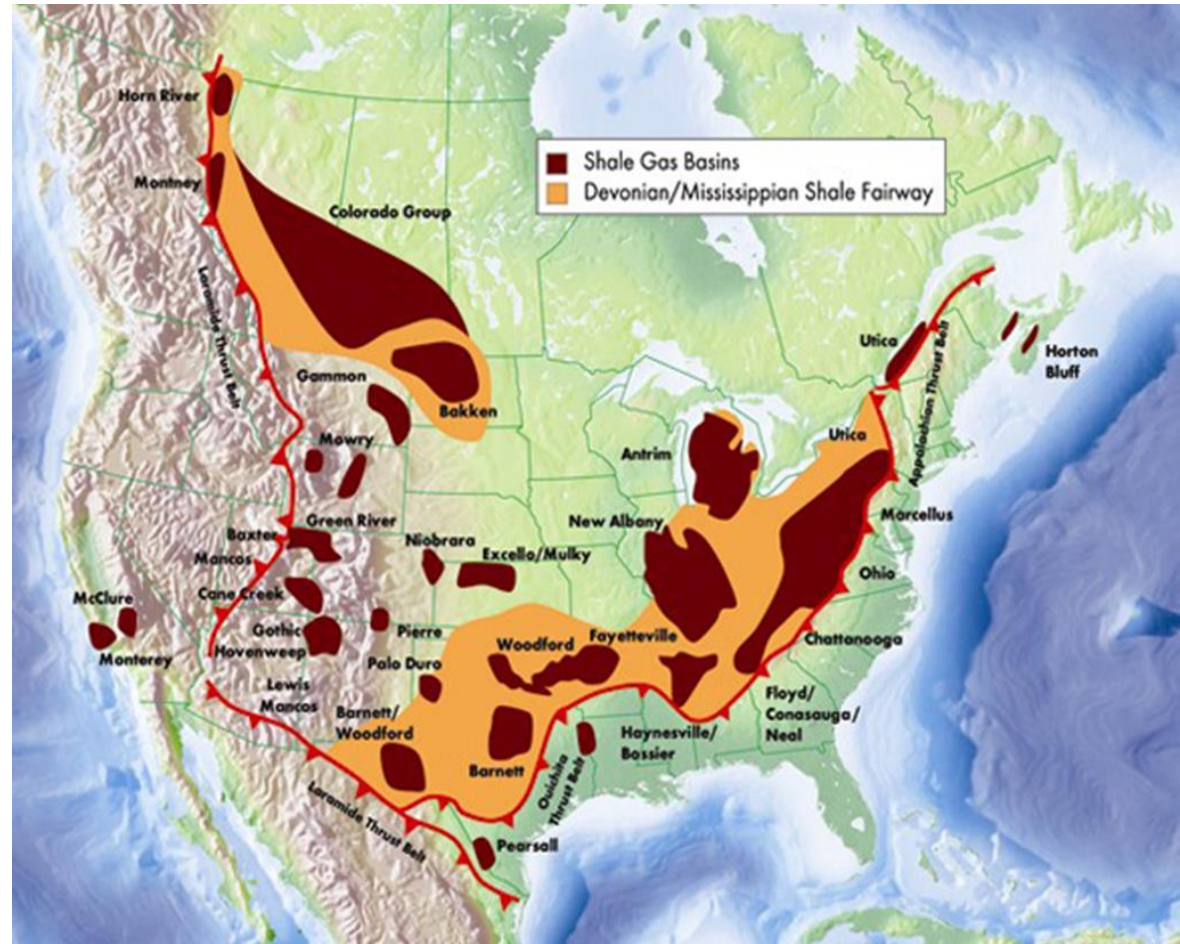 Shale Gas Basins
Devonian/Mississippian Shale Fairway
Horn River
Montney
Colorado Group
Laramide Thrust Belt
Gammon
Bakken
Mowry
Green River
Baxter
Mancos
Cane Creek
Niobrara
Excello/Mulky
McClure
Monterey
Gothic
Hovenweep
Pierre
Lewis
Mancos
Palo Duro
Barnett/
Woodford
Woodford
Fayetteville
Barnett
Ouichita
Thrust Belt
Laramide Thrust Belt
Pearsall
Haynesville/
Bossier
Floyd/
Conasauga/
Neal
Chattanooga
Ohio
Marcellus
New Albany
Antrim
Utica
Utica
Appalachian Thrust Belt
Horton
Bluff